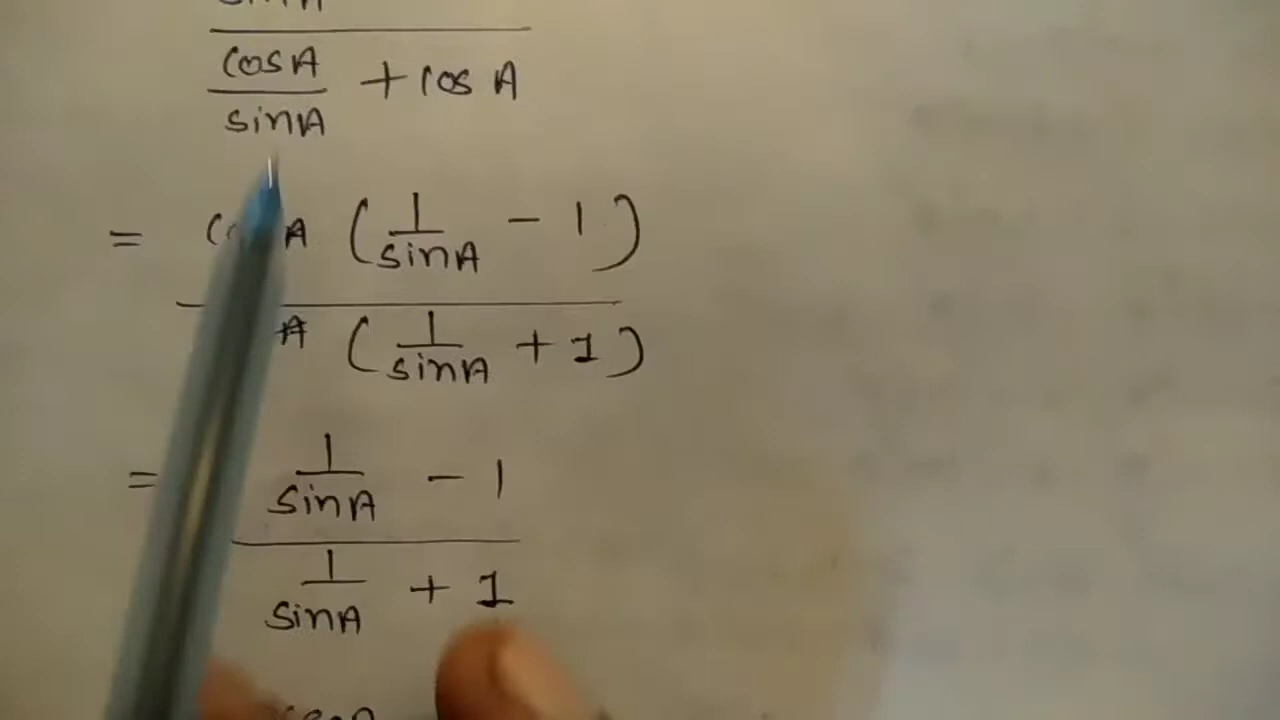 cosA/sinA + cos A
= A (1/sinA - 1)
A (1/sinA + 1)
= 1/sinA - 1
1/sinA + 1